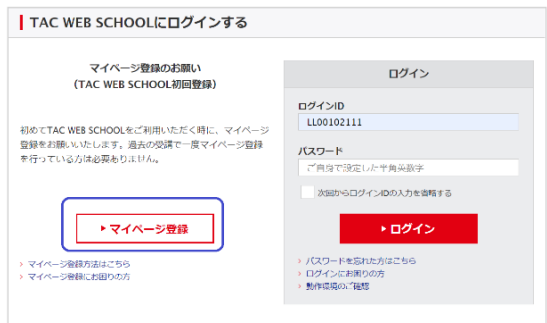 TAC WEB SCHOOLにログインする
マイページ登録のお願い
（TAC WEB SCHOOL初回登録）
初めてTAC WEB SCHOOLをご利用いただく時に、マイページ
登録をお願いいたします。過去の受講で一度マイページ登録
を行っている方は必要ありません。
マイページ登録
マイページ登録方法はこちら
マイページ登録にお困りの方
ログイン
ログインID
LL00102111
パスワード
ご自身で設定した半角英数字
次回からログインIDの入力を省略する
ログイン
パスワードを忘れた方はこちら
ログインにお困りの方
動作環境のご確認